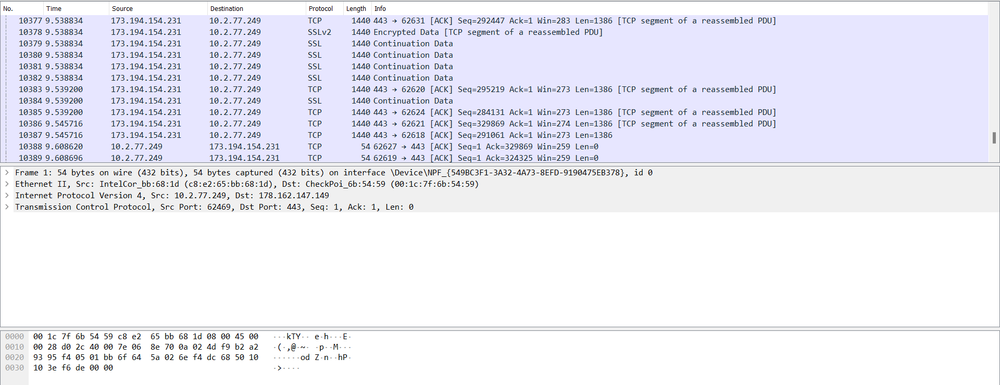 No. Time Source Destination Protocol Length Info
10377 9.538834 173.194.154.231 10.2.77.249 TCP 1440 443 → 62631 [ACK] Seq=292447 Ack=1 Win=283 Len=1386 [TCP segment of a reassembled PDU]
10378 9.538834 173.194.154.231 10.2.77.249 SSLv2 1440 Encrypted Data [TCP segment of a reassembled PDU]
10379 9.538834 173.194.154.231 10.2.77.249 SSL 1440 Continuation Data
10380 9.538834 173.194.154.231 10.2.77.249 SSL 1440 Continuation Data
10381 9.538834 173.194.154.231 10.2.77.249 SSL 1440 Continuation Data
10382 9.538834 173.194.154.231 10.2.77.249 SSL 1440 Continuation Data
10383 9.539200 173.194.154.231 10.2.77.249 TCP 1440 443 → 62620 [ACK] Seq=295219 Ack=1 Win=273 Len=1386 [TCP segment of a reassembled PDU]
10384 9.539200 173.194.154.231 10.2.77.249 SSL 1440 Continuation Data
10385 9.539200 173.194.154.231 10.2.77.249 TCP 1440 443 → 62624 [ACK] Seq=284131 Ack=1 Win=273 Len=1386 [TCP segment of a reassembled PDU]
10386 9.545716 173.194.154.231 10.2.77.249 TCP 1440 443 → 62621 [ACK] Seq=329869 Ack=1 Win=274 Len=1386 [TCP segment of a reassembled PDU]
10387 9.545716 173.194.154.231 10.2.77.249 TCP 1440 443 → 62618 [ACK] Seq=291061 Ack=1 Win=273 Len=1386
10388 9.608620 10.2.77.249 173.194.154.231 TCP 54 62627 → 443 [ACK] Seq=1 Ack=329869 Win=259 Len=0
10389 9.608696 10.2.77.249 173.194.154.231 TCP 54 62619 → 443 [ACK] Seq=1 Ack=324325 Win=259 Len=0
Frame 1: 54 bytes on wire (432 bits), 54 bytes captured (432 bits) on interface \Device\NPF_{549BC3F1-3A32-4A73-8EFD-9190475EB378}, id 0
Ethernet II, Src: IntelCor_bb:68:1d (c8:e2:65:bb:68:1d), Dst: CheckPoi_6b:54:59 (00:1c:7f:6b:54:59)
Internet Protocol Version 4, Src: 10.2.77.249, Dst: 178.162.147.149
Transmission Control Protocol, Src Port: 62469, Dst Port: 443, Seq: 1, Ack: 1, Len: 0
0000 00 1c 7f 6b 54 59 c8 e2 65 bb 68 1d 08 00 45 00 ···kTY·· e·h···E·
0010 00 28 d0 2c 40 00 7e 06 8e 70 0a 02 4d f9 b2 a2 ·(·,@·~· ·p··M···
0020 93 95 f4 05 01 bb 6f 64 5a 02 6e f4 dc 68 50 10 ······od Z·n··hP·
0030 10 3e f6 de 00 00 ·>····